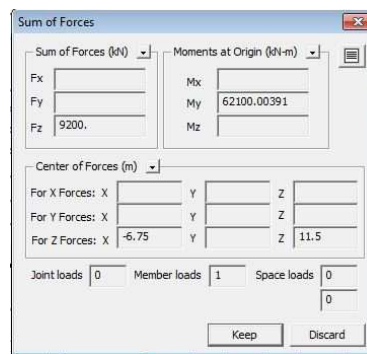 Sum of Forces
Sum of Forces (kN) Moments at Origin (kN-m)
Fx Mx
Fy My 62100.00391
Fz 9200. Mz
Center of Forces (m)
For X Forces: X Y Z
For Y Forces: X Y Z
For Z Forces: X -6.75 Y Z 11.5
Joint loads 0 Member loads 1 Space loads 0
0
Keep Discard